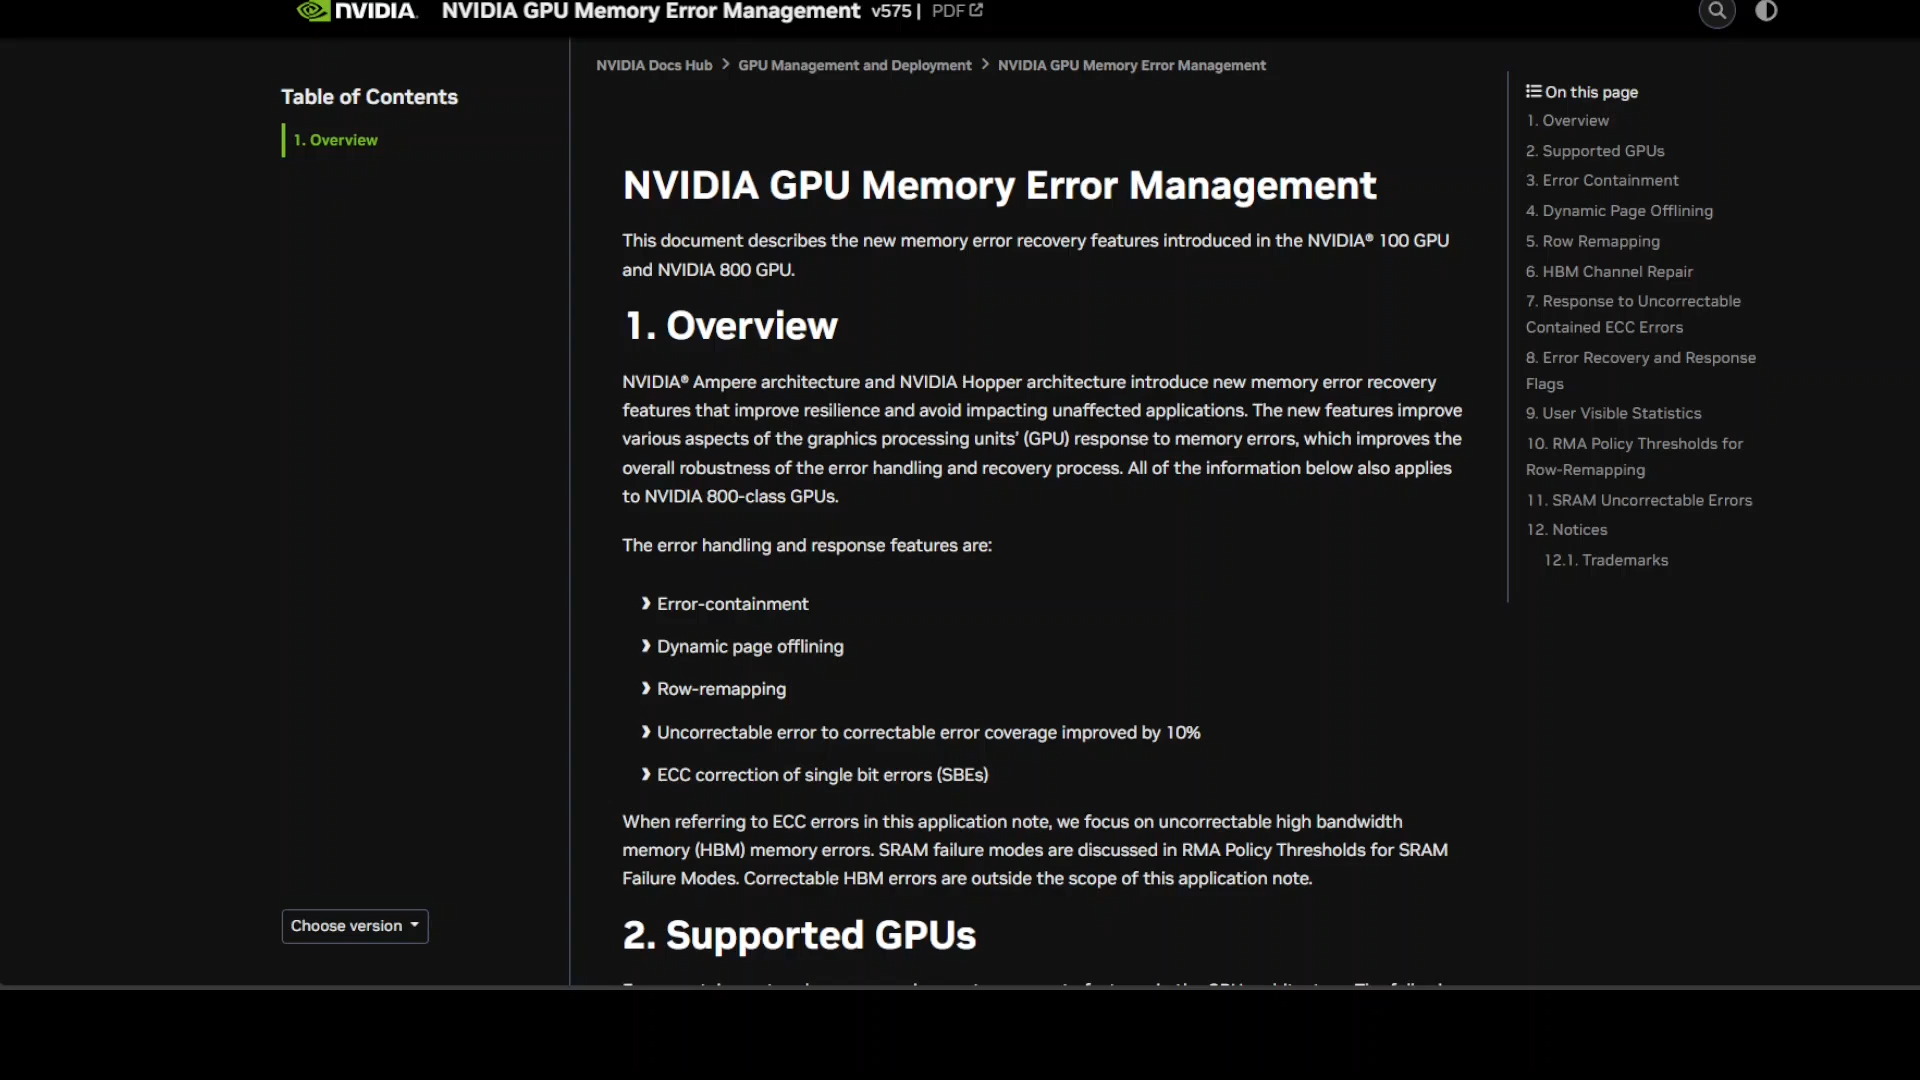 NVIDIA. NVIDIA GPU Memory Error Management v575 | PDF
NVIDIA Docs Hub > GPU Management and Deployment > NVIDIA GPU Memory Error Management
Table of Contents
1. Overview
Choose version
NVIDIA GPU Memory Error Management
This document describes the new memory error recovery features introduced in the NVIDIA® 100 GPU
and NVIDIA 800 GPU.
1. Overview
NVIDIA® Ampere architecture and NVIDIA Hopper architecture introduce new memory error recovery
features that improve resilience and avoid impacting unaffected applications. The new features improve
various aspects of the graphics processing units’ (GPU) response to memory errors, which improves the
overall robustness of the error handling and recovery process. All of the information below also applies
to NVIDIA 800-class GPUs.
The error handling and response features are:
❱ Error-containment
❱ Dynamic page offlining
❱ Row-remapping
❱ Uncorrectable error to correctable error coverage improved by 10%
❱ ECC correction of single bit errors (SBEs)
When referring to ECC errors in this application note, we focus on uncorrectable high bandwidth
memory (HBM) memory errors. SRAM failure modes are discussed in RMA Policy Thresholds for SRAM
Failure Modes. Correctable HBM errors are outside the scope of this application note.
2. Supported GPUs
On this page
1. Overview
2. Supported GPUs
3. Error Containment
4. Dynamic Page Offlining
5. Row Remapping
6. HBM Channel Repair
7. Response to Uncorrectable
Contained ECC Errors
8. Error Recovery and Response
Flags
9. User Visible Statistics
10. RMA Policy Thresholds for
Row-Remapping
11. SRAM Uncorrectable Errors
12. Notices
12.1. Trademarks